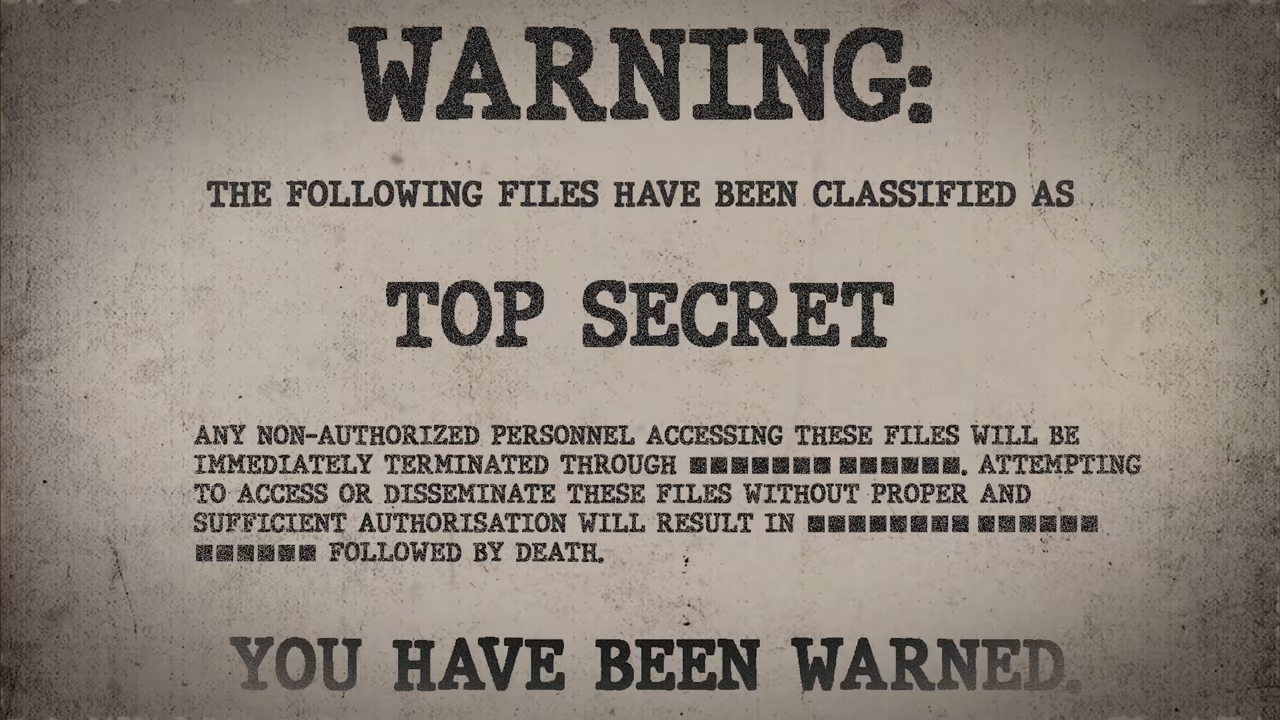 WARNING:
THE FOLLOWING FILES HAVE BEEN CLASSIFIED AS
TOP SECRET
ANY NON-AUTHORIZED PERSONNEL ACCESSING THESE FILES WILL BE
IMMEDIATELY TERMINATED THROUGH ■■■■■■■ ■■■■■■. ATTEMPTING
TO ACCESS OR DISSEMINATE THESE FILES WITHOUT PROPER AND
SUFFICIENT AUTHORISATION WILL RESULT IN ■■■■■■■■ ■■■■■■
■■■■■■ FOLLOWED BY DEATH.
YOU HAVE BEEN WARNED.